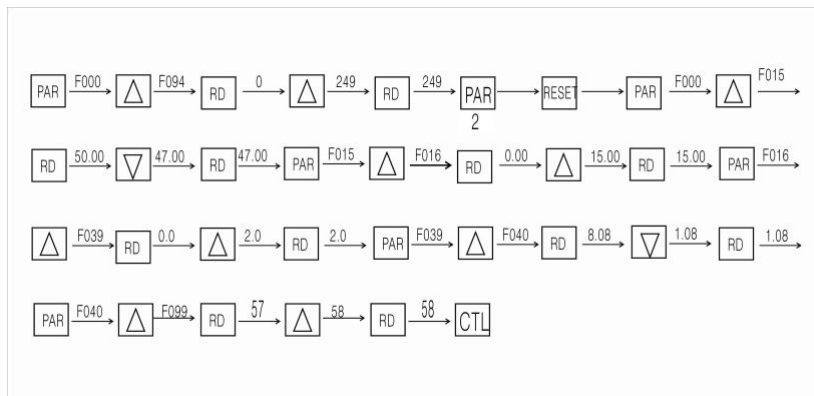 PAR F000 F094 RD 0 249 RD 249 PAR RESET PAR F000 F015
2
RD 50.00 47.00 RD 47.00 PAR F015 F016 RD 0.00 15.00 RD 15.00 PAR F016
F039 RD 0.0 2.0 RD 2.0 PAR F039 F040 RD 8.08 1.08 RD 1.08
PAR F040 F099 RD 57 58 RD 58 CTL